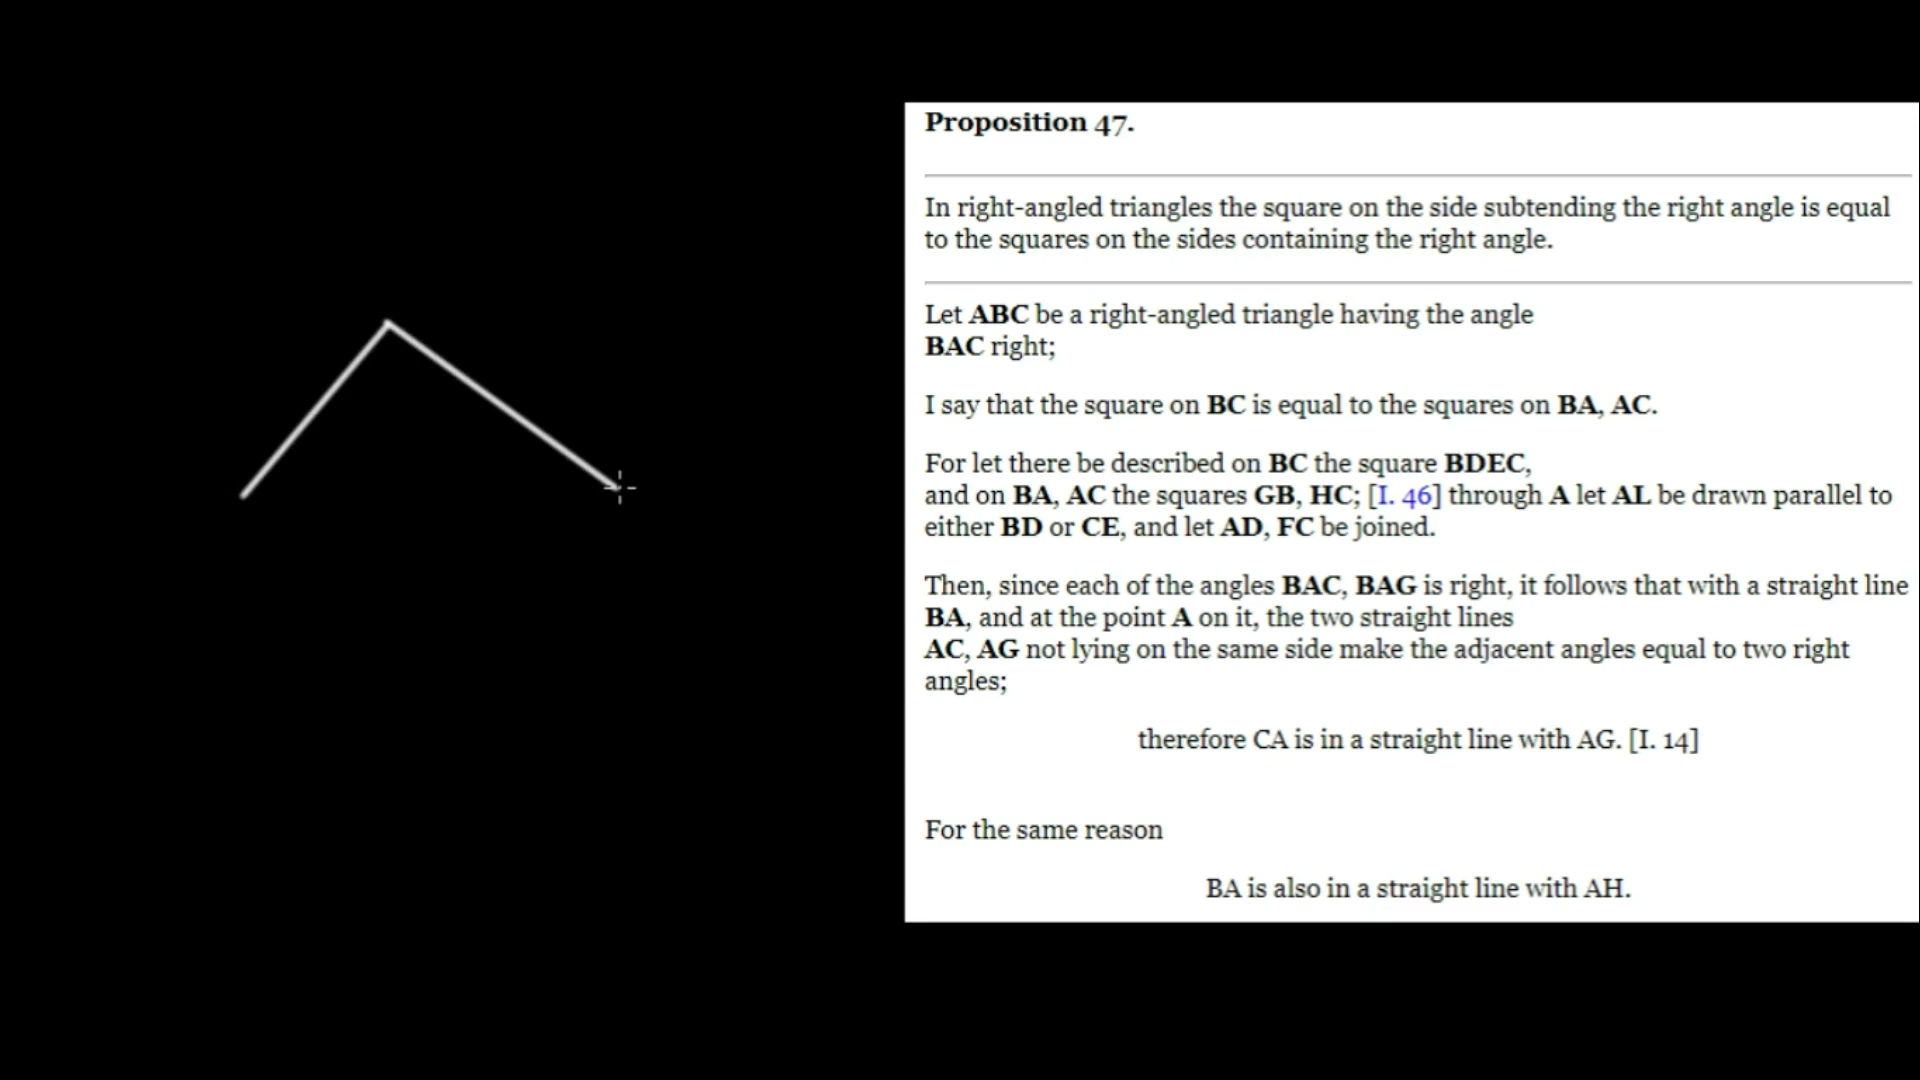 Proposition 47.
In right-angled triangles the square on the side subtending the right angle is equal
to the squares on the sides containing the right angle.
Let ABC be a right-angled triangle having the angle
BAC right;
I say that the square on BC is equal to the squares on BA, AC.
For let there be described on BC the square BDEC,
and on BA, AC the squares GB, HC; [I. 46] through A let AL be drawn parallel to
either BD or CE, and let AD, FC be joined.
Then, since each of the angles BAC, BAG is right, it follows that with a straight line
BA, and at the point A on it, the two straight lines
AC, AG not lying on the same side make the adjacent angles equal to two right
angles;
therefore CA is in a straight line with AG. [I. 14]
For the same reason
BA is also in a straight line with AH.